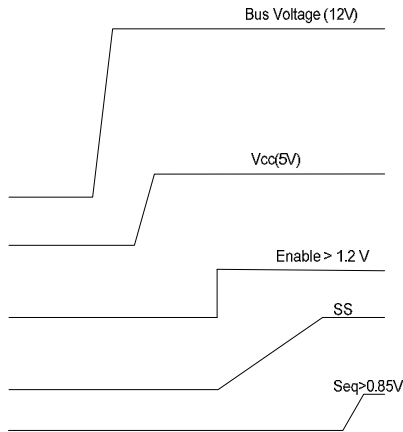 Bus Voltage (12V)
Vcc(5V)
Enable > 1.2 V
SS
Seq>0.85V